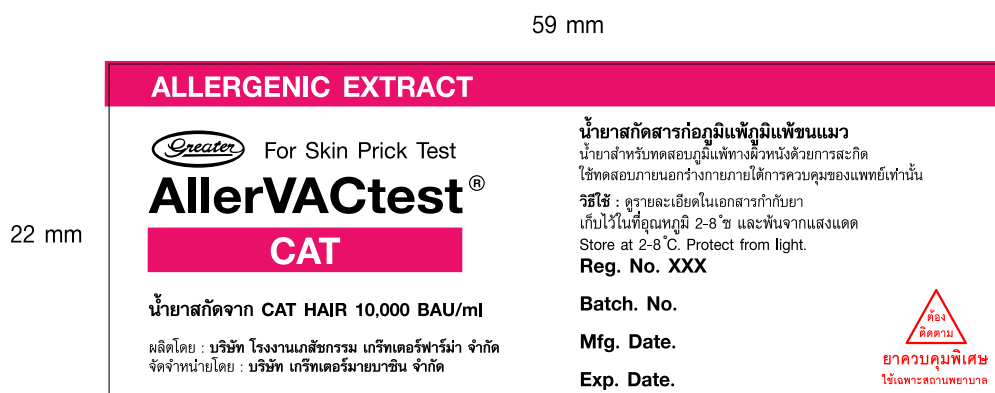 59 mm
22 mm
ALLERGENIC EXTRACT
Greater For Skin Prick Test
AllerVACtest®
CAT
น้ำยาสกัดจาก CAT HAIR 10,000 BAU/ml
ผลิตโดย : บริษัท โรงงานเภสัชกรรม เกร๊ทเตอร์ฟาร์ม่า จำกัด
จัดจำหน่ายโดย : บริษัท เกร๊ทเตอร์มายบาซิน จำกัด
น้ำยาสกัดสารก่อภูมิแพ้ภูมิแพ้ขนแมว
น้ำยาสำหรับทดสอบภูมิแพ้ทางผิวหนังด้วยการสะกิด
ใช้ทดสอบภายนอกร่างกายภายใต้การควบคุมของแพทย์เท่านั้น
วิธีใช้ : ดูรายละเอียดในเอกสารกำกับยา
เก็บไว้ในที่อุณหภูมิ 2-8 ํซ และพ้นจากแสงแดด
Store at 2-8 ํC. Protect from light.
Reg. No. XXX
Batch. No.
Mfg. Date.
Exp. Date.
ต้อง
ติดตาม
ยาควบคุมพิเศษ
ใช้เฉพาะสถานพยาบาล